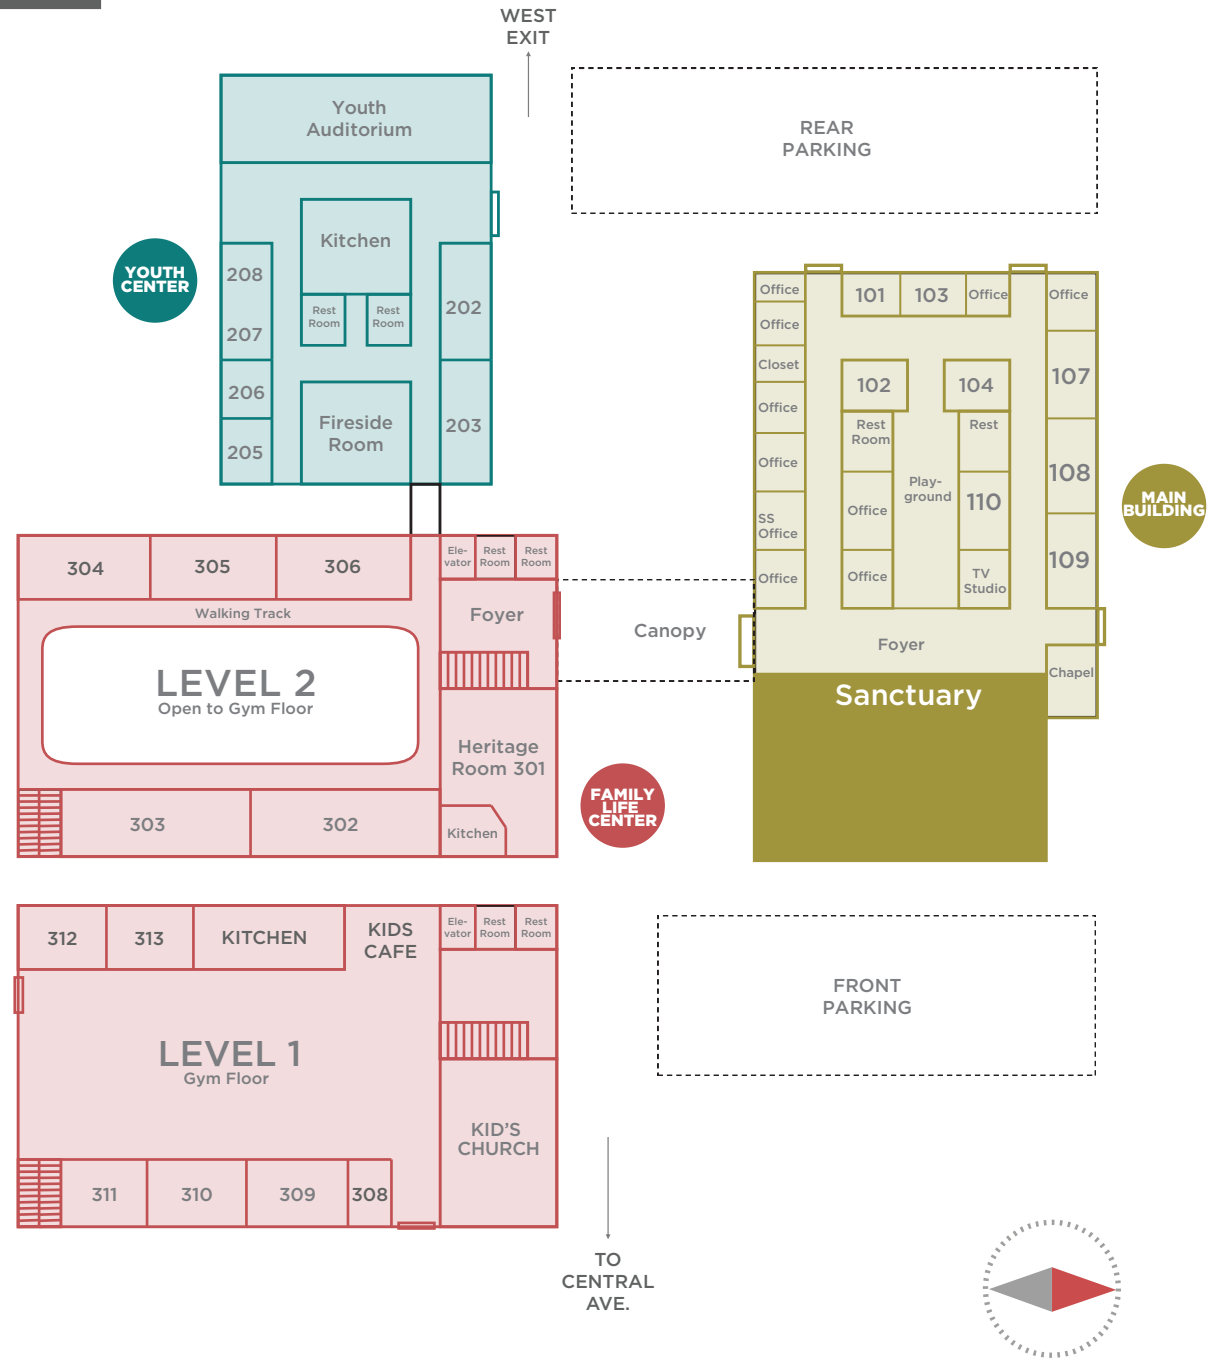 WEST
EXIT
Youth
Auditorium
REAR
PARKING
Kitchen
YOUTH
CENTER
208
207
206
205
Rest
Room
Rest
Room
202
203
Fireside
Room
Office
Office
Closet
Office
Office
SS
Office
Office
101
103
Office
Office
102
104
107
Rest
Room
Rest
Play-
ground
Office
110
108
Office
TV
Studio
109
MAIN
BUILDING
Foyer
Chapel
Sanctuary
304
305
306
Ele-
vator
Rest
Room
Rest
Room
Walking Track
Foyer
Canopy
LEVEL 2
Open to Gym Floor
Heritage
Room 301
303
302
Kitchen
FAMILY
LIFE
CENTER
312
313
KITCHEN
KIDS
CAFE
Ele-
vator
Rest
Room
Rest
Room
FRONT
PARKING
LEVEL 1
Gym Floor
KID'S
CHURCH
311
310
309
308
TO
CENTRAL
AVE.